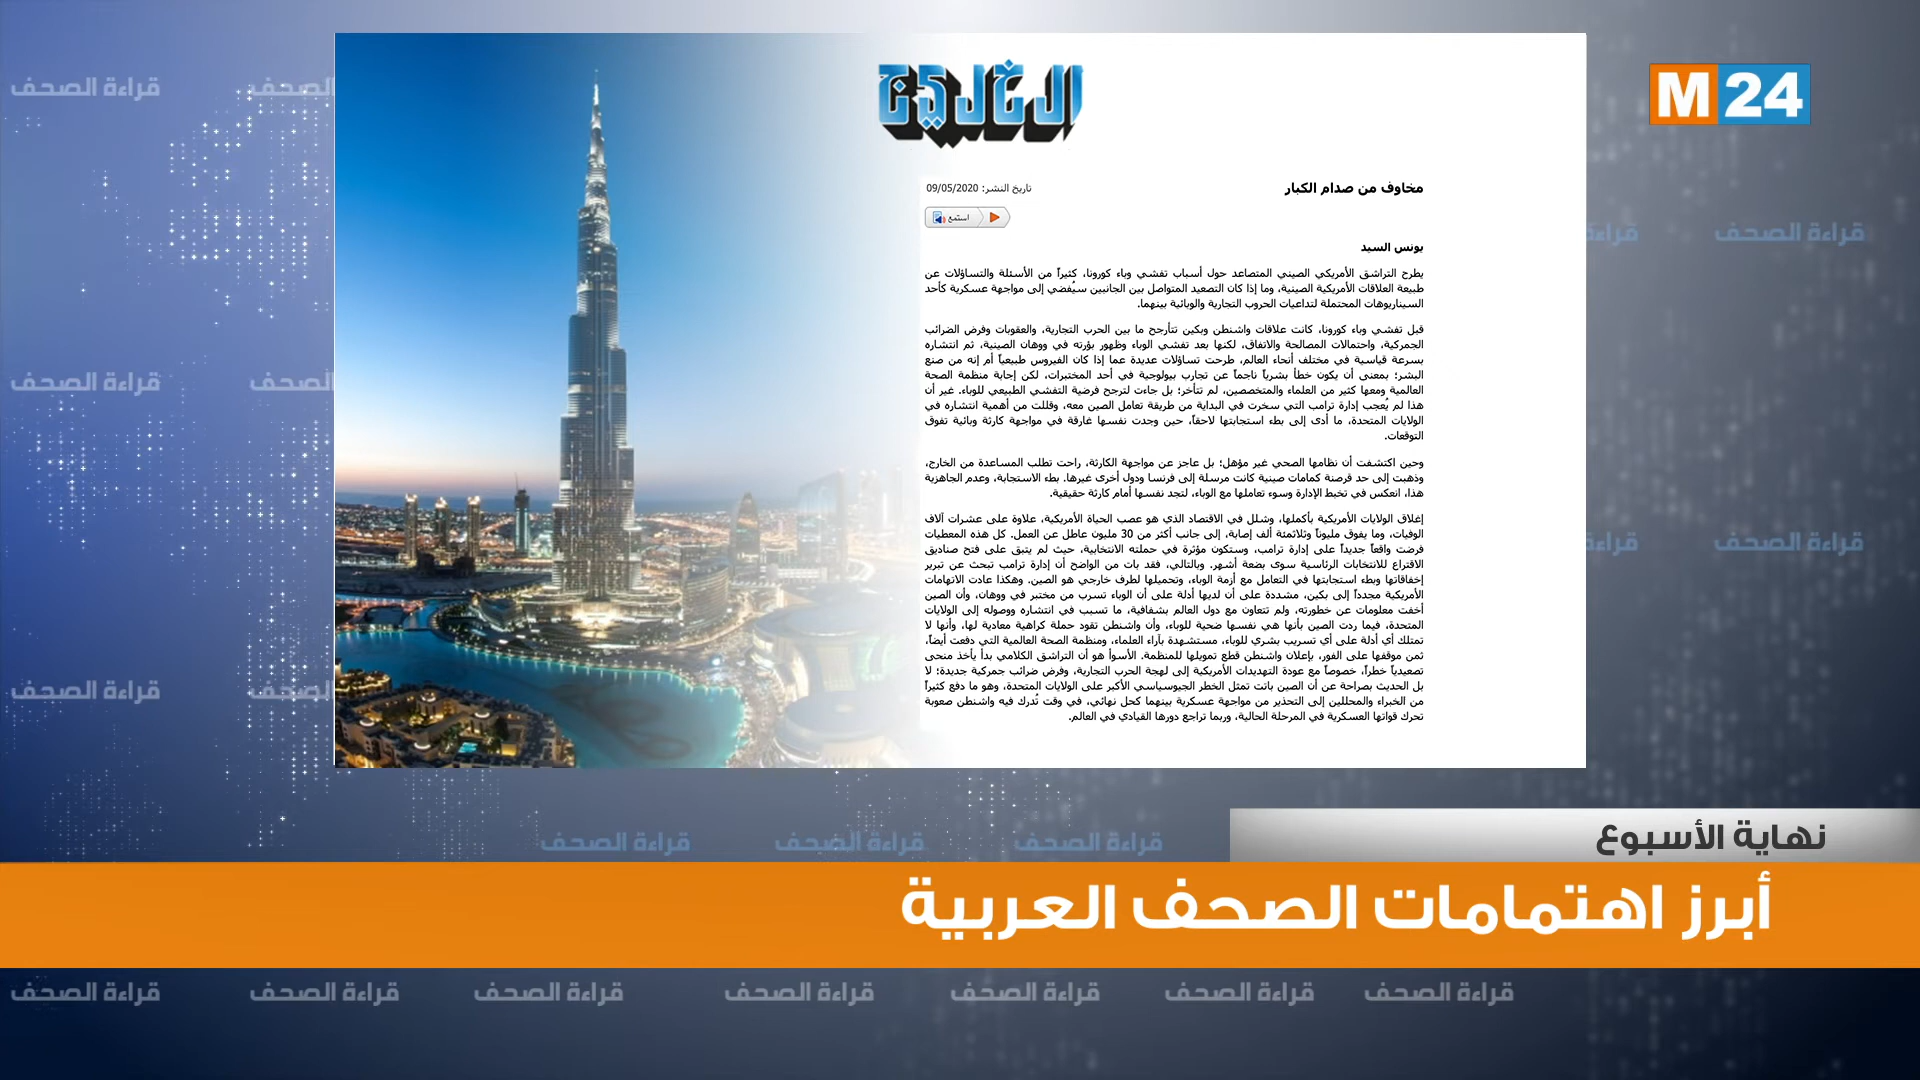 الخليج
M 24
مخاوف من صدام الكبار
تاريخ النشر: 09/05/2020
استمع
يونس السيد
يطرح التراشق الأمريكي الصيني المتصاعد حول أسباب تفشي وباء كورونا، كثيراً من الأسئلة والتساؤلات عن
طبيعة العلاقات الأمريكية الصينية، وما إذا كان التصعيد المتواصل بين الجانبين سيُفضي إلى مواجهة عسكرية كأحد
السيناريوهات المحتملة لتداعيات الحروب التجارية والوبائية بينهما.
قبل تفشي وباء كورونا، كانت علاقات واشنطن وبكين تتأرجح ما بين الحرب التجارية، والعقوبات وفرض الضرائب
الجمركية، واحتمالات المصالحة والاتفاق، لكنها بعد تفشي الوباء وظهور بؤرته في ووهان الصينية، ثم انتشاره
بسرعة قياسية في مختلف أنحاء العالم، طرحت تساؤلات عديدة عما إذا كان الفيروس طبيعياً أم إنه من صنع
البشر؛ بمعنى أن يكون خطأ بشرياً ناجماً عن تجارب بيولوجية في أحد المختبرات، لكن إجابة منظمة الصحة
العالمية ومعها كثير من العلماء والمتخصصين، لم تتأخر؛ بل جاءت لترجح فرضية التفشي الطبيعي للوباء. غير أن
هذا لم يُعجب إدارة ترامب التي سخرت في البداية من طريقة تعامل الصين معه، وقللت من أهمية انتشاره في
الولايات المتحدة، ما أدى إلى بطء استجابتها لاحقاً، حين وجدت نفسها غارقة في مواجهة كارثة وبائية تفوق
التوقعات.
وحين اكتشفت أن نظامها الصحي غير مؤهل؛ بل عاجز عن مواجهة الكارثة، راحت تطلب المساعدة من الخارج،
وذهبت إلى حد قرصنة كمامات صينية كانت مرسلة إلى فرنسا ودول أخرى غيرها. بطء الاستجابة، وعدم الجاهزية
هذا، انعكس في تخبط الإدارة وسوء تعاملها مع الوباء، لتجد نفسها أمام كارثة حقيقية.
إغلاق الولايات الأمريكية بأكملها، وشلل في الاقتصاد الذي هو عصب الحياة الأمريكية، علاوة على عشرات آلاف
الوفيات، وما يفوق مليوناً وثلاثمئة ألف إصابة، إلى جانب أكثر من 30 مليون عاطل عن العمل. كل هذه المعطيات
فرضت واقعاً جديداً على إدارة ترامب، وستكون مؤثرة في حملته الانتخابية، حيث لم يتبق على فتح صناديق
الاقتراع للانتخابات الرئاسية سوى بضعة أشهر. وبالتالي، فقد بات من الواضح أن إدارة ترامب تبحث عن تبرير
إخفاقاتها وبطء استجابتها في التعامل مع أزمة الوباء، وتحميلها لطرف خارجي هو الصين. وهكذا عادت الاتهامات
الأمريكية مجدداً إلى بكين، مشددة على أن لديها أدلة على أن الوباء تسرب من مختبر في ووهان، وأن الصين
أخفت معلومات عن خطورته، ولم تتعاون مع دول العالم بشفافية، ما تسبب في انتشاره ووصوله إلى الولايات
المتحدة، فيما ردت الصين بأنها هي نفسها ضحية للوباء، وأن واشنطن تقود حملة كراهية معادية لها، وأنها لا
تمتلك أي أدلة على أي تسريب بشري للوباء، مستشهدة بآراء العلماء، ومنظمة الصحة العالمية التي دفعت أيضاً،
ثمن موقفها على الفور، بإعلان واشنطن قطع تمويلها للمنظمة. الأسوأ هو أن التراشق الكلامي بدأ يأخذ منحى
تصعيدياً خطراً، خصوصاً مع عودة التهديدات الأمريكية إلى لهجة الحرب التجارية، وفرض ضرائب جمركية جديدة؛ لا
بل الحديث بصراحة عن أن الصين باتت تمثل الخطر الجيوسياسي الأكبر على الولايات المتحدة، وهو ما دفع كثيراً
من الخبراء والمحللين إلى التحذير من مواجهة عسكرية بينهما كحل نهائي، في وقت تُدرك فيه واشنطن صعوبة
تحرك قواتها العسكرية في المرحلة الحالية، وربما تراجع دورها القيادي في العالم.
قراءة الصحف
نهاية الأسبوع
أبرز اهتمامات الصحف العربية
قراءة الصحف قراءة الصحف قراءة الصحف قراءة الصحف قراءة الصحف قراءة الصحف قراءة الصحف